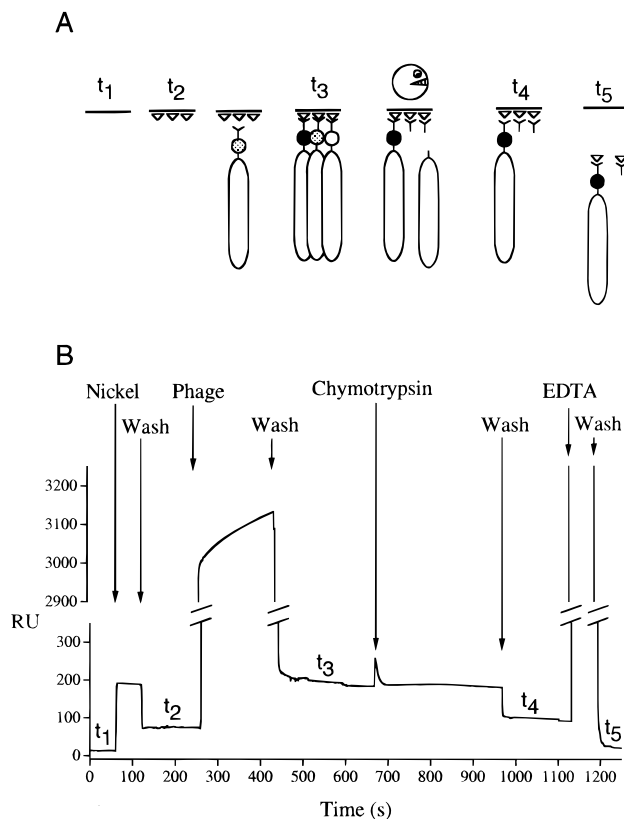 A
t1 t2 t3 t4 t5
B
Nickel Phage Chymotrypsin EDTA
Wash Wash Wash Wash
3200
3100
3000
2900
RU
300
200
100
0
t1 t2 t3 t4 t5
0 100 200 300 400 500 600 700 800 900 1000 1100 1200
Time (s)